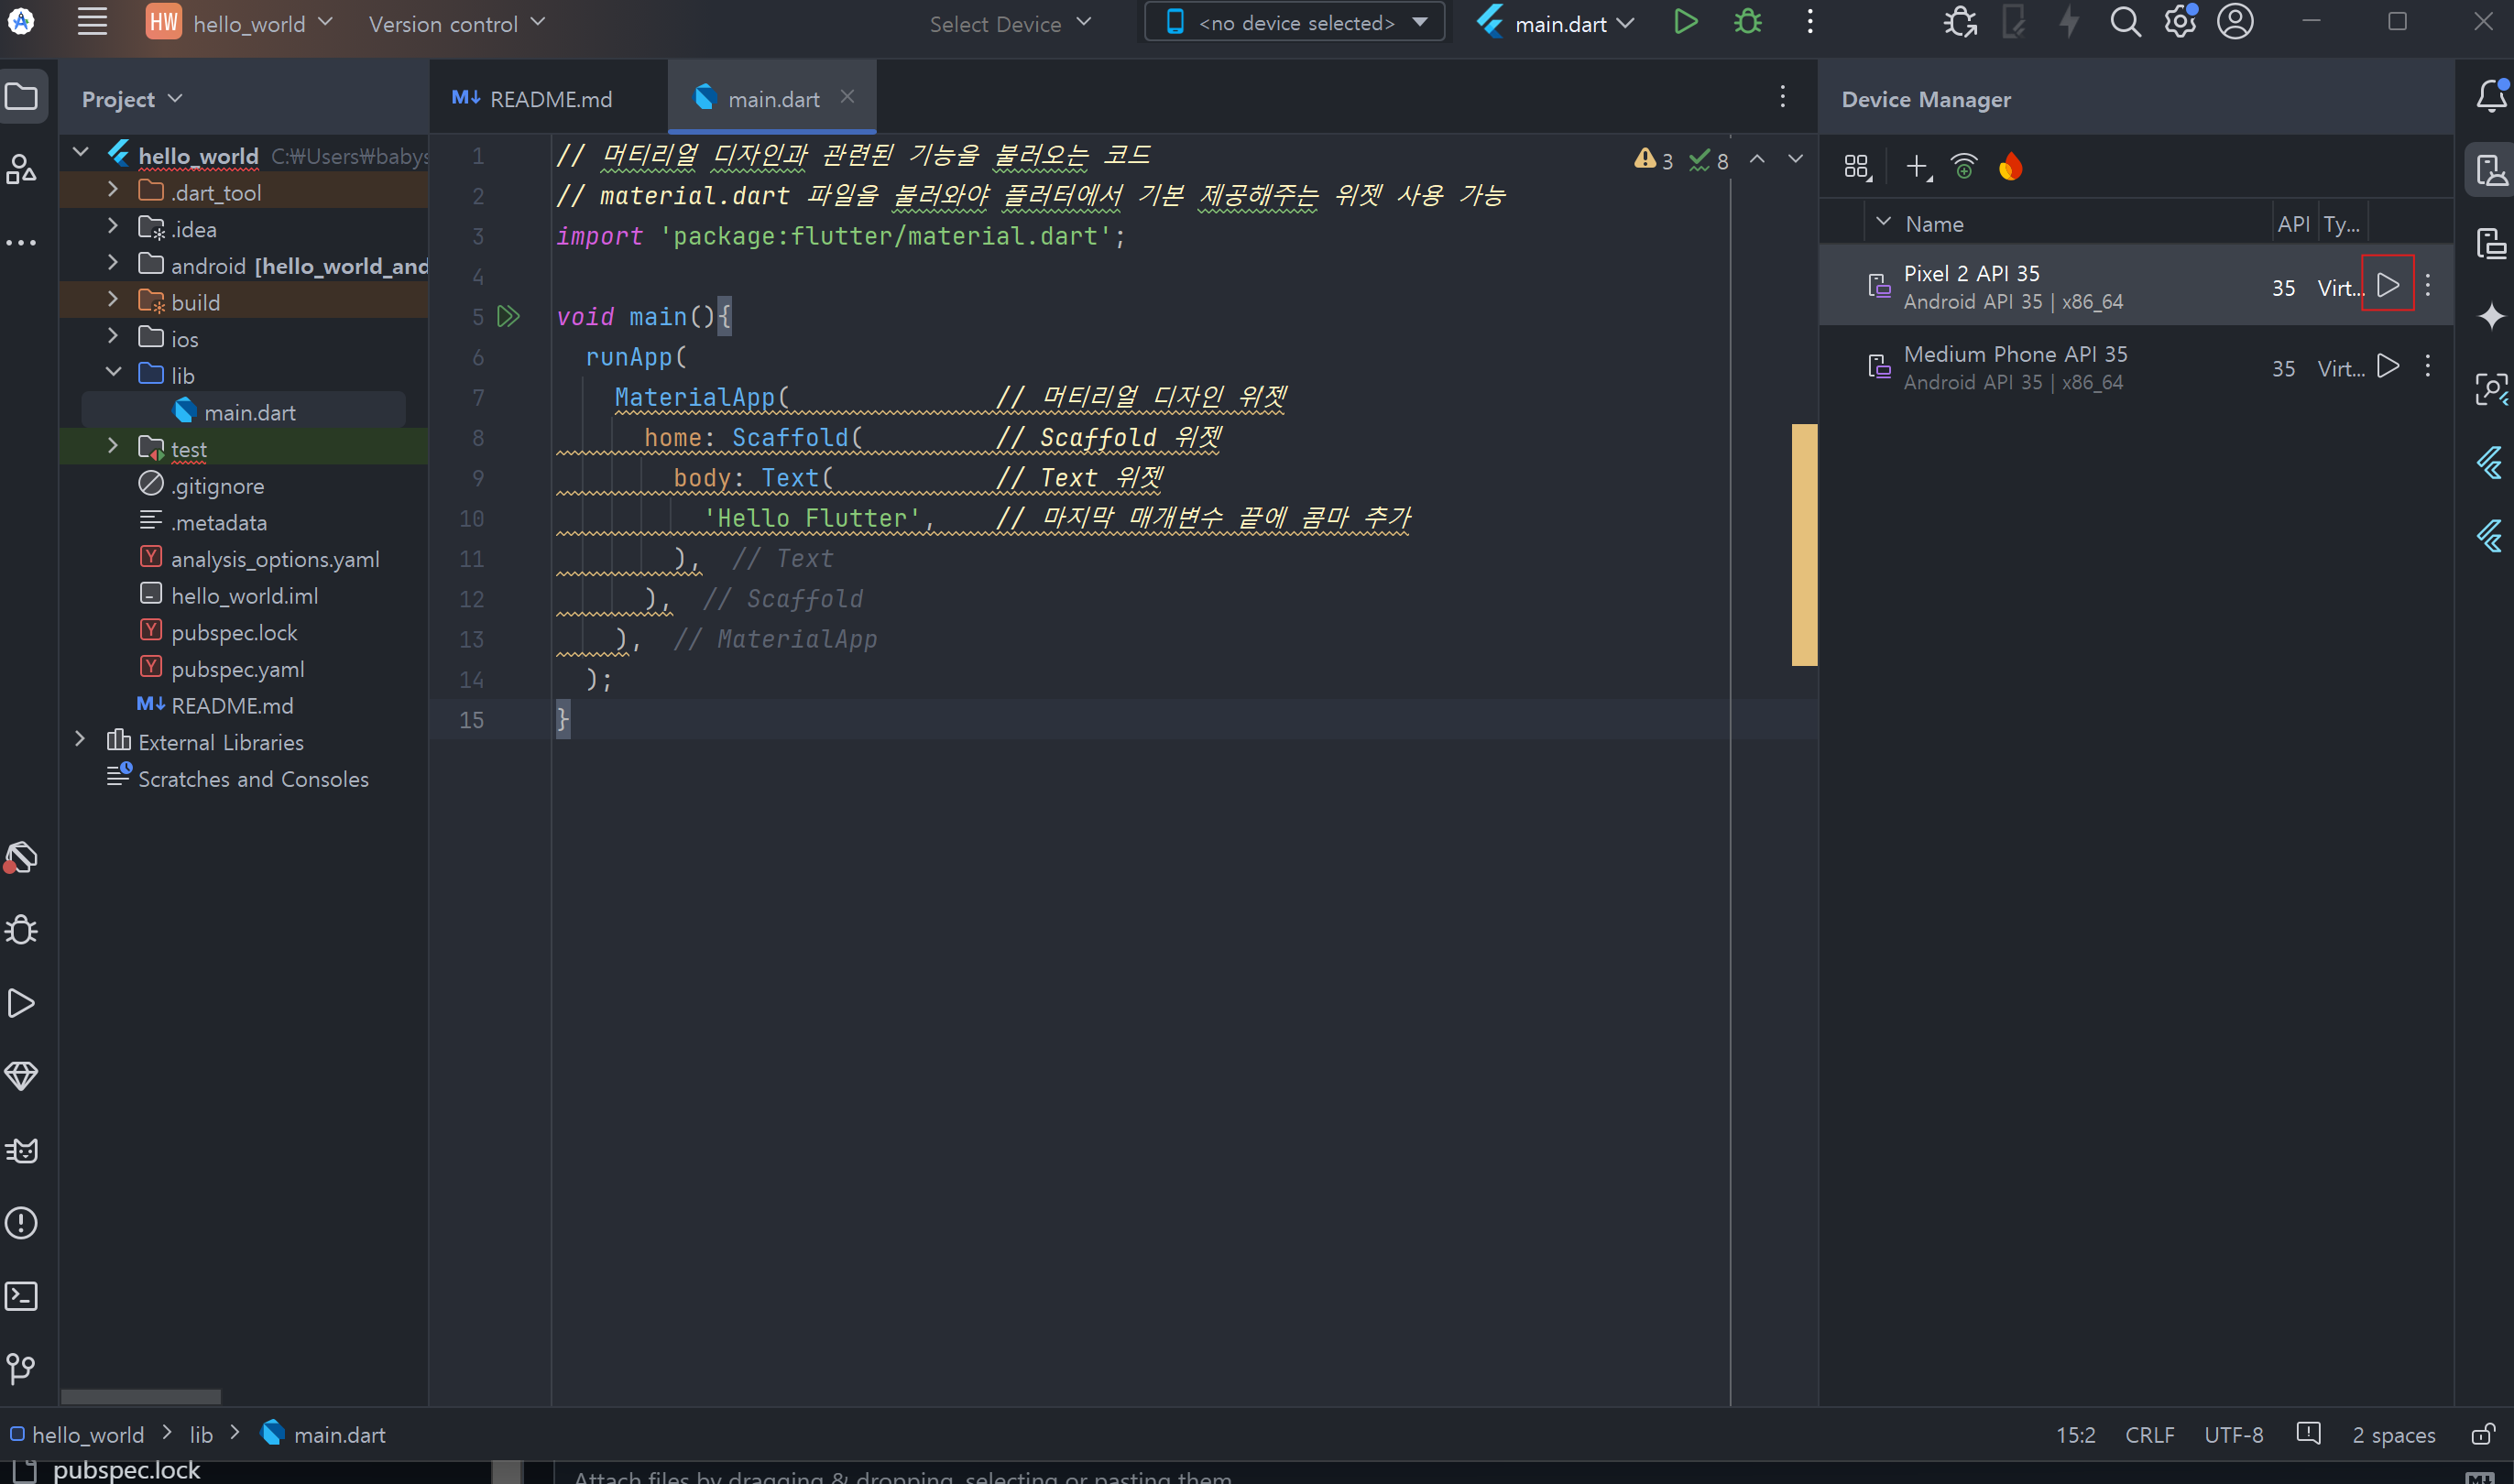 HW hello_world Version control Select Device <no device selected> main.dart
Project
README.md
main.dart
Device Manager
hello_world C:₩Users₩babys
.dart_tool
.idea
android [hello_world_and
build
ios
lib
main.dart
test
.gitignore
.metadata
analysis_options.yaml
hello_world.iml
pubspec.lock
pubspec.yaml
README.md
External Libraries
Scratches and Consoles
3 8
1 // 머티리얼 디자인과 관련된 기능을 불러오는 코드
2 // material.dart 파일을 불러와야 플러터에서 기본 제공해주는 위젯 사용 가능
3 import 'package:flutter/material.dart';
4
5 void main(){
6 runApp(
7 MaterialApp( // 머티리얼 디자인 위젯
8 home: Scaffold( // Scaffold 위젯
9 body: Text( // Text 위젯
10 'Hello Flutter', // 마지막 매개변수 끝에 콤마 추가
11 ), // Text
12 ), // Scaffold
13 ), // MaterialApp
14 );
15 }
Name API Ty...
Pixel 2 API 35
Android API 35 | x86_64
35 Virt...
Medium Phone API 35
Android API 35 | x86_64
35 Virt...
hello_world > lib > main.dart
15:2 CRLF UTF-8 2 spaces
pubspec.lock
Attach files by dragging & dropping, selecting or pasting them.